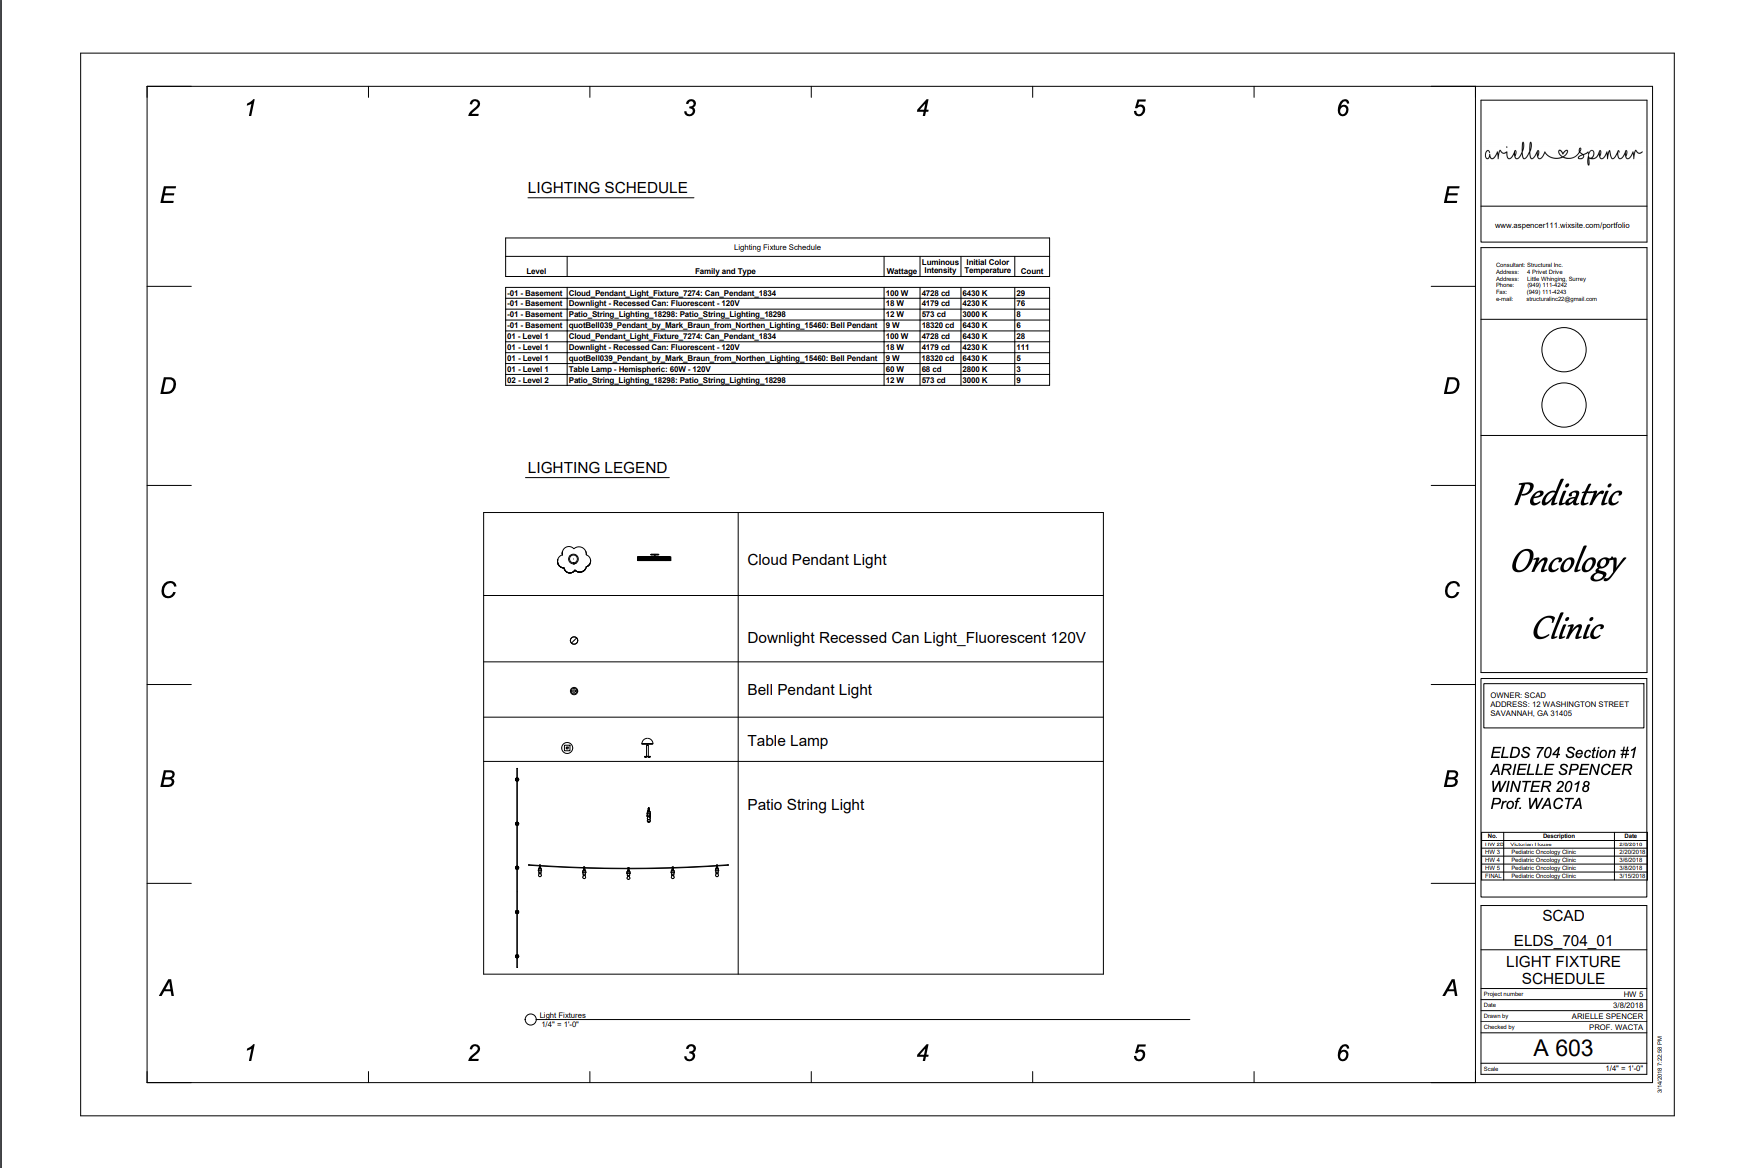 1 2 3 4 5 6
E E
D D
C C
B B
A A
LIGHTING SCHEDULE
Lighting Fixture Schedule
Level Family and Type Wattage Luminous Intensity Initial Color Temperature Count
-01 - Basement Cloud_Pendant_Light_Fixture_7274: Can_Pendant_1834 100 W 4728 cd 6430 K 29
-01 - Basement Downlight - Recessed Can: Fluorescent - 120V 18 W 4179 cd 4230 K 76
-01 - Basement Patio_String_Lighting_18298: Patio_String_Lighting_18298 12 W 573 cd 3000 K 8
-01 - Basement quotBell039_Pendant_by_Mark_Braun_from_Northen_Lighting_15460: Bell Pendant 9 W 18320 cd 6430 K 6
01 - Level 1 Cloud_Pendant_Light_Fixture_7274: Can_Pendant_1834 100 W 4728 cd 6430 K 28
01 - Level 1 Downlight - Recessed Can: Fluorescent - 120V 18 W 4179 cd 4230 K 111
01 - Level 1 quotBell039_Pendant_by_Mark_Braun_from_Northen_Lighting_15460: Bell Pendant 9 W 18320 cd 6430 K 5
01 - Level 1 Table Lamp - Hemispheric: 60W - 120V 60 W 68 cd 2800 K 3
02 - Level 2 Patio_String_Lighting_18298: Patio_String_Lighting_18298 12 W 573 cd 3000 K 9
LIGHTING LEGEND
Cloud Pendant Light
Downlight Recessed Can Light_Fluorescent 120V
Bell Pendant Light
Table Lamp
Patio String Light
Light Fixtures
1/4" = 1'-0"
1 2 3 4 5 6
arielle spencer
www.aspencer111.wixsite.com/portfolio
Consultant: Structural Inc.
Address: 4 Privet Drive
Address: Little Whinging, Surrey
Phone: (949) 111-4242
Fax: (949) 111-4243
e-mail: structuralinc22@gmail.com
Pediatric
Oncology
Clinic
OWNER: SCAD
ADDRESS: 12 WASHINGTON STREET
SAVANNAH, GA 31405
ELDS 704 Section #1
ARIELLE SPENCER
WINTER 2018
Prof. WACTA
No. Description Date
Victorian House
HW 3 Pediatric Oncology Clinic 2/20/2018
HW 4 Pediatric Oncology Clinic 3/6/2018
HW 5 Pediatric Oncology Clinic 3/8/2018
FINAL Pediatric Oncology Clinic 3/15/2018
SCAD
ELDS_704_01
LIGHT FIXTURE
SCHEDULE
Project number HW 5
Date 3/8/2018
Drawn by ARIELLE SPENCER
Checked by PROF. WACTA
A 603
Scale 1/4" = 1'-0"
3/14/2018 7:22:58 PM